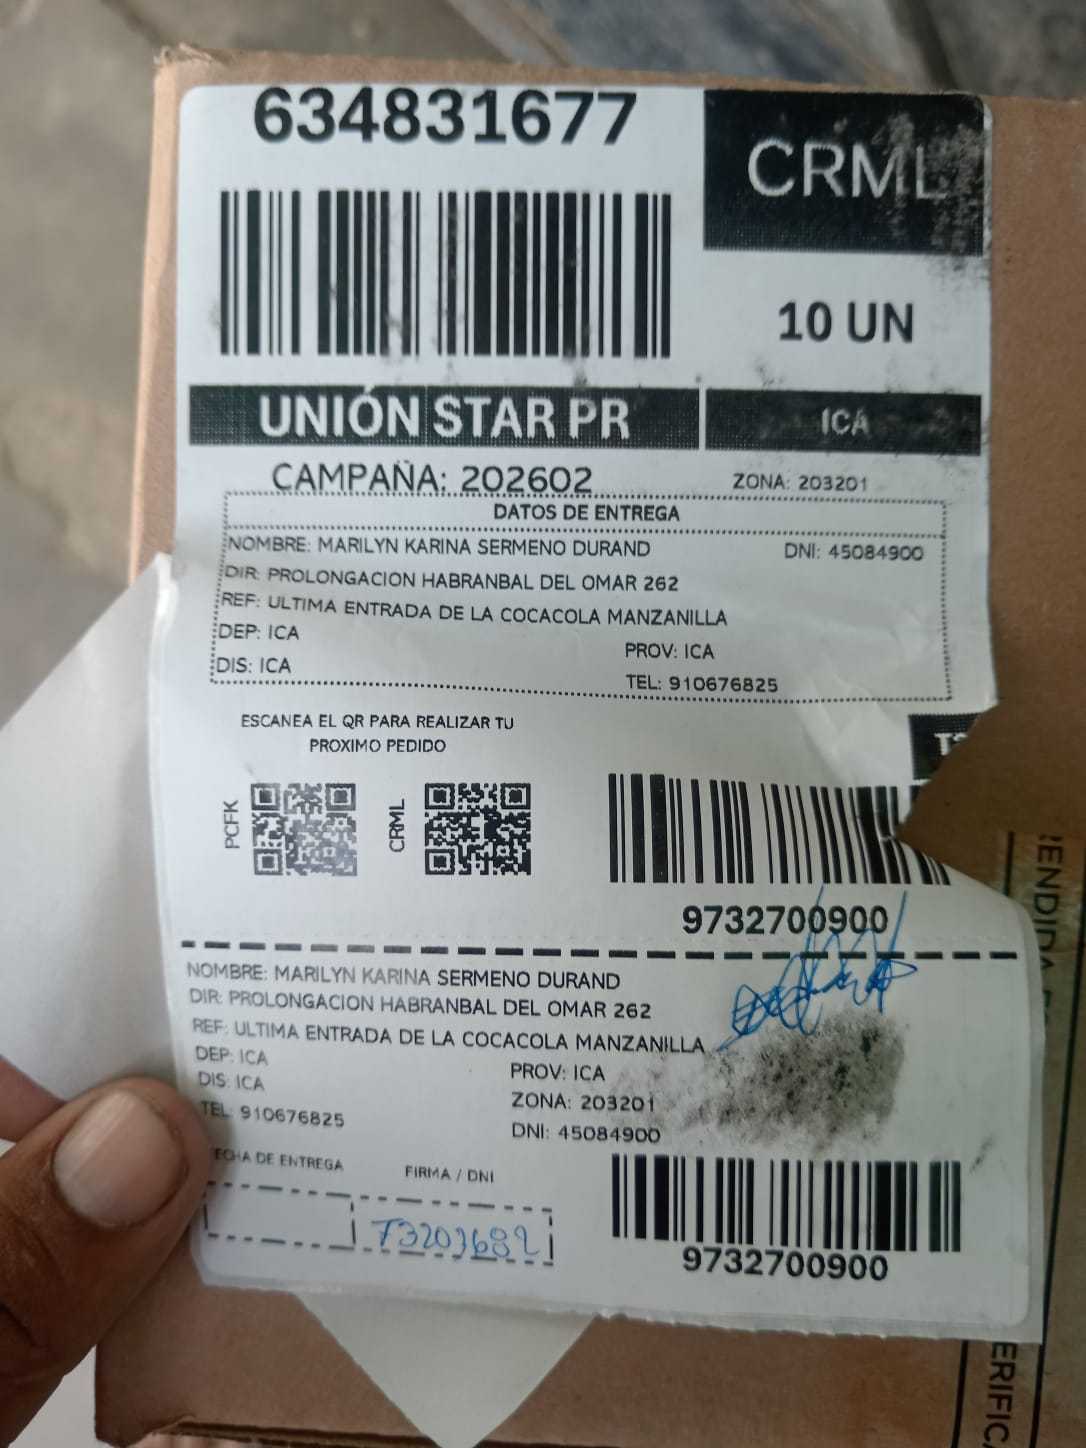 634831677
CRML
10 UN
UNIÓN STAR PR
ICA
CAMPAÑA: 202602
ZONA: 203201
DATOS DE ENTREGA
NOMBRE: MARILYN KARINA SERMENO DURAND DNI: 45084900
DIR: PROLONGACION HABRANBAL DEL OMAR 262
REF: ULTIMA ENTRADA DE LA COCACOLA MANZANILLA
DEP: ICA PROV: ICA
DIS: ICA TEL: 910676825
ESCANEA EL QR PARA REALIZAR TU
PROXIMO PEDIDO
PCFK
CRML
9732700900
NOMBRE: MARILYN KARINA SERMENO DURAND
DIR: PROLONGACION HABRANBAL DEL OMAR 262
REF: ULTIMA ENTRADA DE LA COCACOLA MANZANILLA
DEP: ICA PROV: ICA
DIS: ICA ZONA: 203201
TEL: 910676825 DNI: 45084900
FECHA DE ENTREGA FIRMA / DNI
9732700900